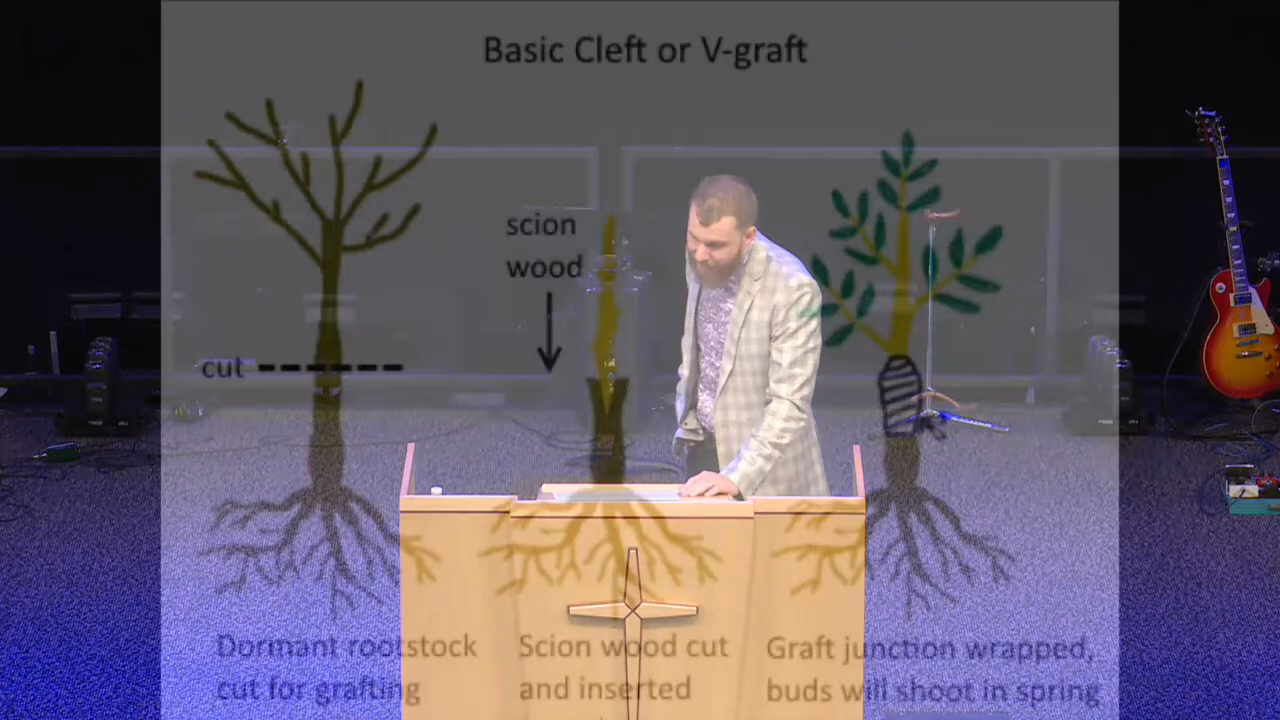 Basic Cleft or V-graft
scion
wood
cut
Dormant rootstock
cut for grafting
Scion wood cut
and inserted
Graft junction wrapped,
buds will shoot in spring